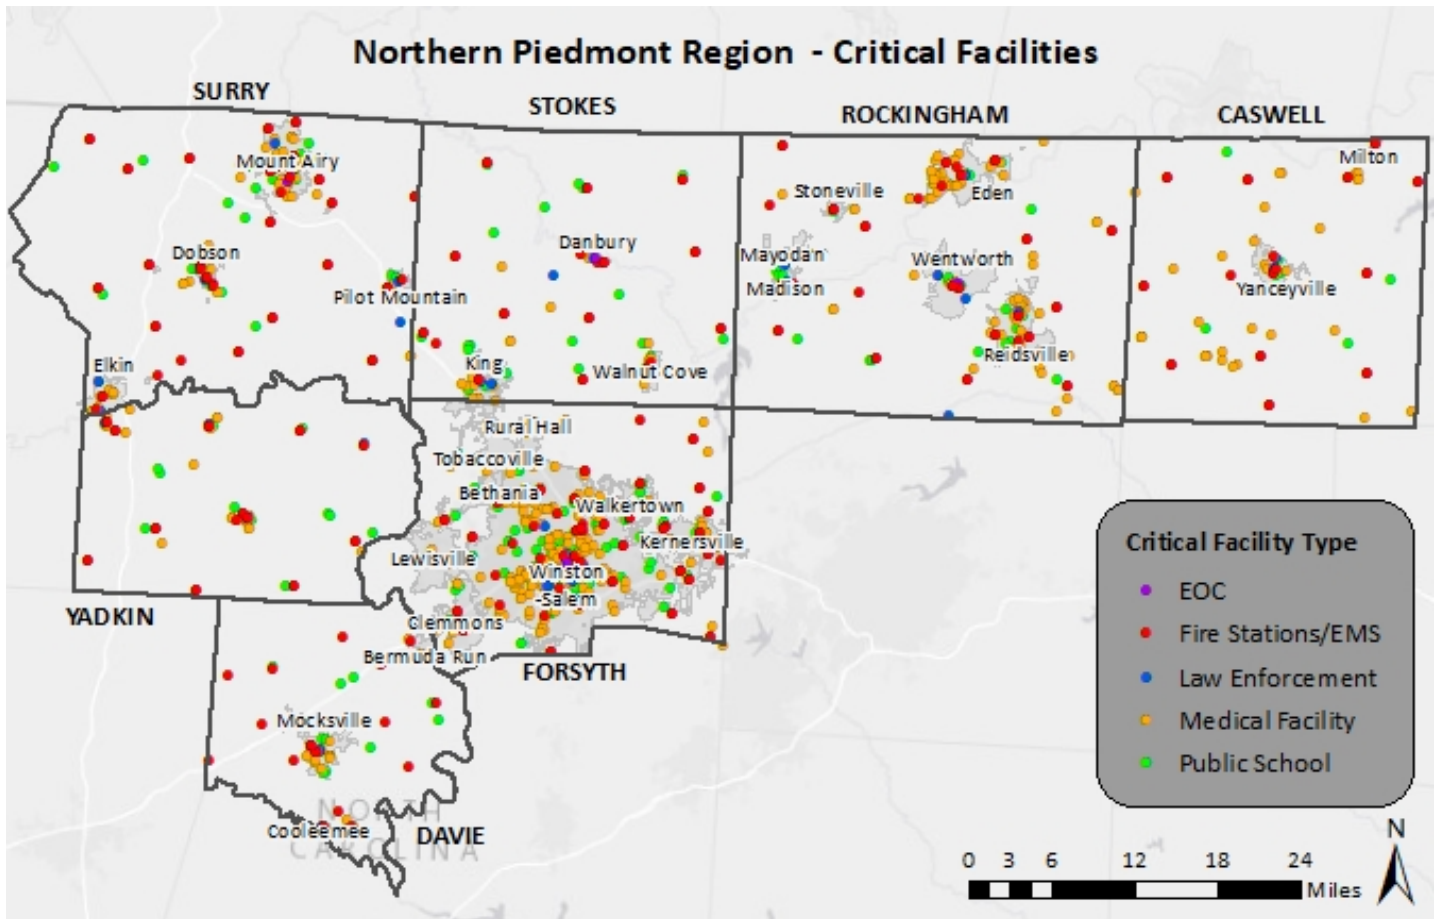 Northern Piedmont Region - Critical Facilities
SURRY
STOKES
ROCKINGHAM
CASWELL
Mount Airy
Milton
Stoneville
Eden
Dobson
Danbury
Mayodan
Wentworth
Madison
Yanceyville
Pilot Mountain
Elkin
King
Walnut Cove
Reidsville
Rural Hall
Tobaccoville
Bethania
Walkertown
Kernersville
Lewisville
Winston
-Salem
YADKIN
Clemmons
Bermuda Run
FORSYTH
Mocksville
NORTH
CAROLINA
Cooleemee
DAVIE
Critical Facility Type
EOC
Fire Stations/EMS
Law Enforcement
Medical Facility
Public School
N
0 3 6 12 18 24
Miles